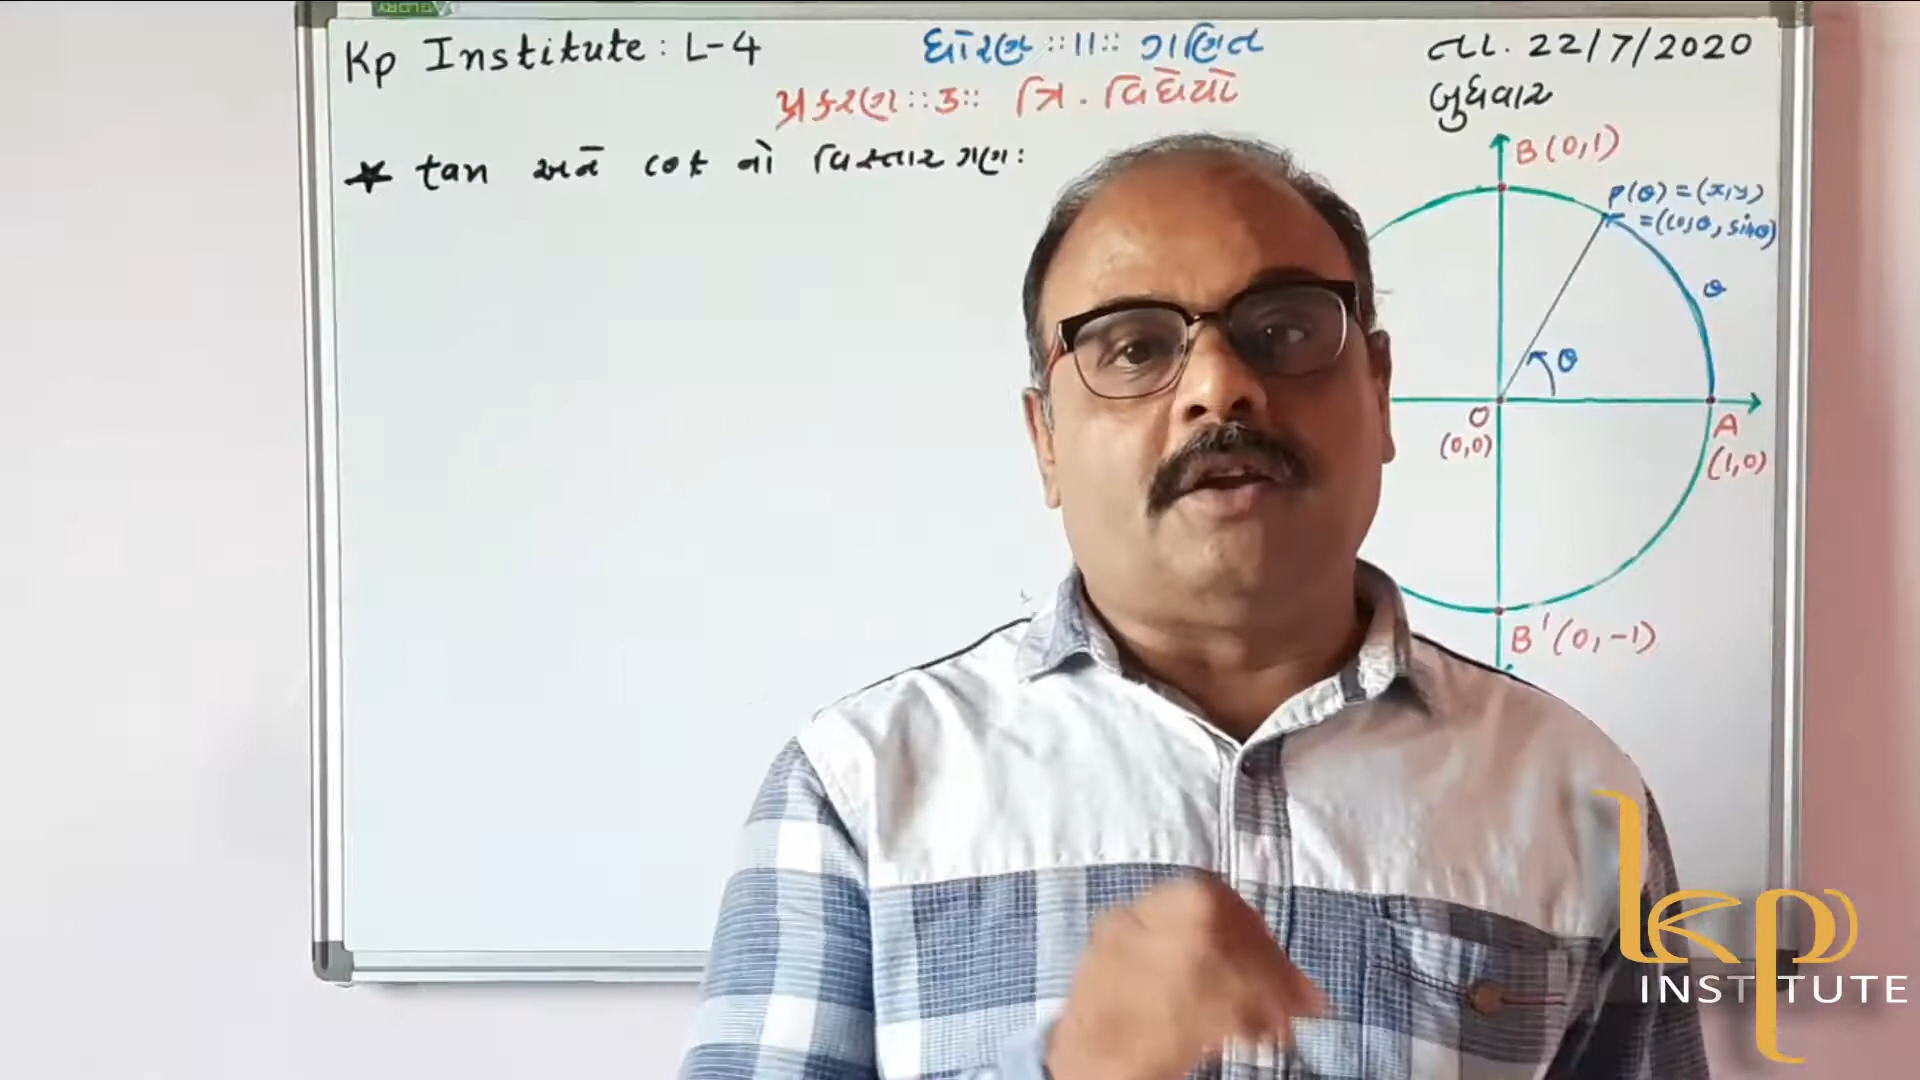 Kp Institute: L-4
ધોરણ ::11:: ગણિત
તા. 22/7/2020
પ્રકરણ::3:: ત્રિ. વિધેયો
બુધવાર
★ tan અને cot નો વિસ્તાર ગણ:
B(0,1)
P(θ) = (x,y)
= (cosθ, sinθ)
θ
θ
O
(0,0)
A
(1,0)
B'(0,-1)
kp
INSTITUTE